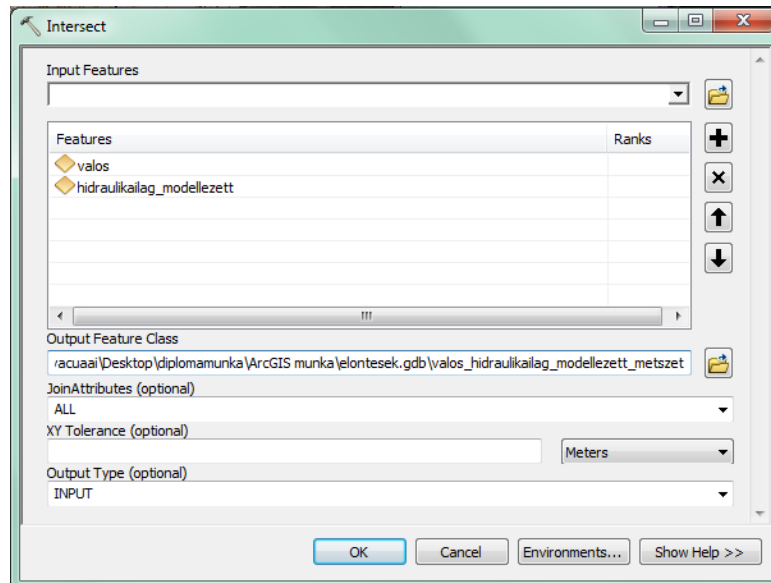 Intersect
Input Features
Features Ranks
valos
hidraulikailag_modellezett
Output Feature Class
vacuaai\Desktop\diplomamunka\ArcGIS munka\elontesek.gdb\valos_hidraulikailag_modellezett_metszet
JoinAttributes (optional)
ALL
XY Tolerance (optional)
Meters
Output Type (optional)
INPUT
OK Cancel Environments... Show Help >>